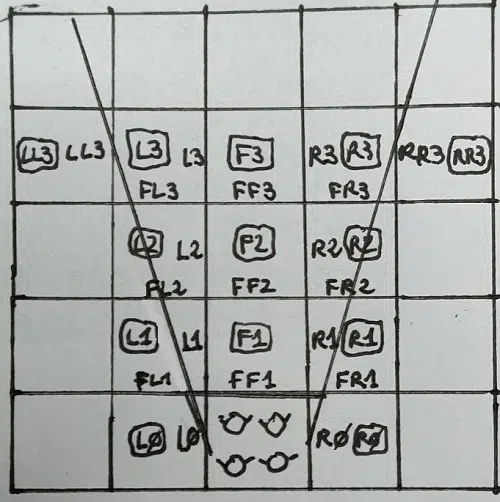 LL3 LL3 L3 L3 F3 R3 R3 RR3 RR3
FL3 FF3 FR3
L2 L2 F2 R2 R2
FL2 FF2 FR2
L1 L1 F1 R1 R1
FL1 FF1 FR1
LØ LØ RØ RØ